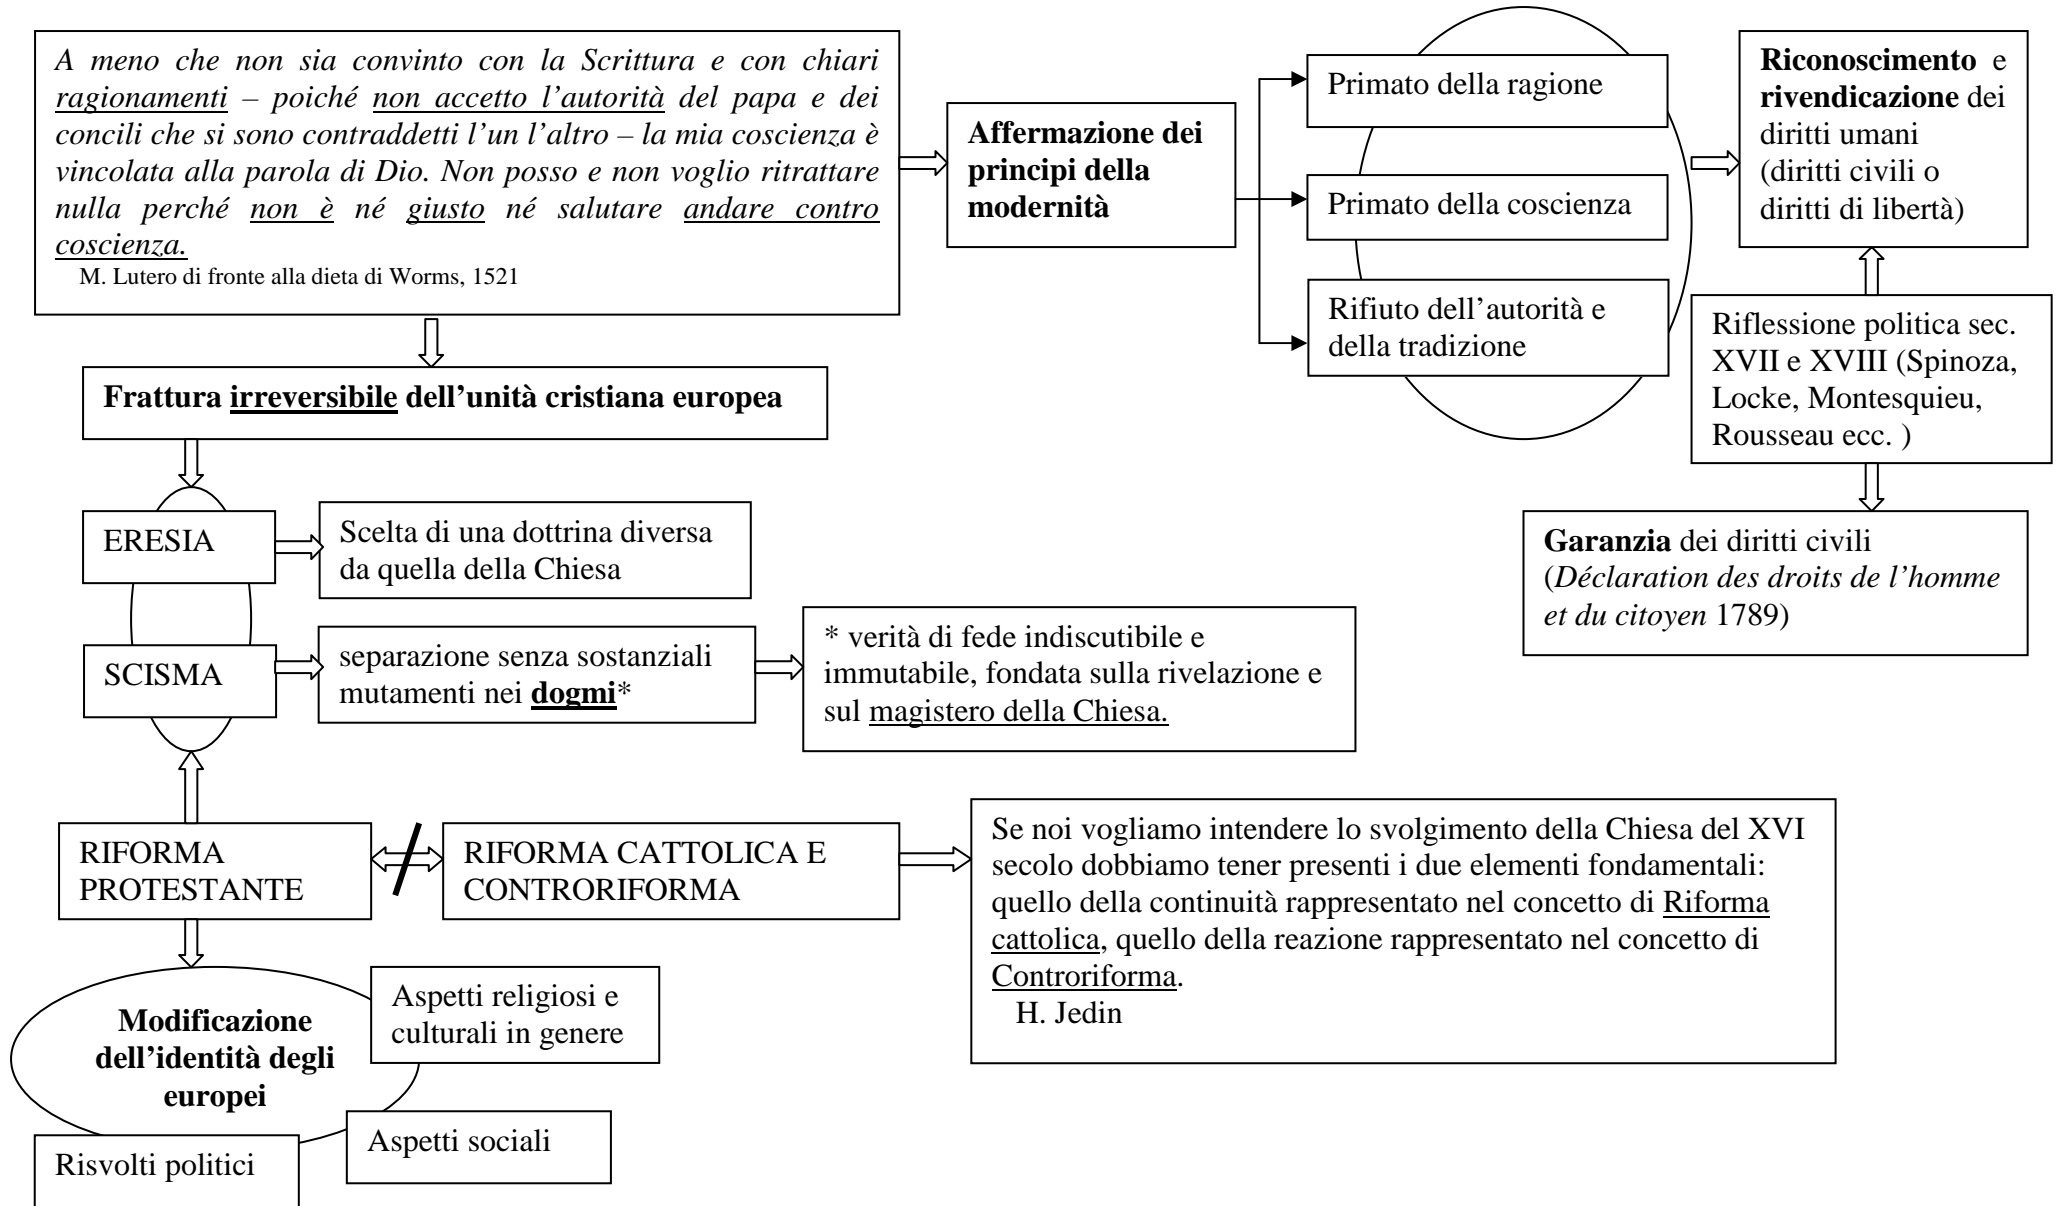 A meno che non sia convinto con la Scrittura e con chiari
ragionamenti – poiché non accetto l’autorità del papa e dei
concili che si sono contraddetti l’un l’altro – la mia coscienza è
vincolata alla parola di Dio. Non posso e non voglio ritrattare
nulla perché non è né giusto né salutare andare contro
coscienza.
M. Lutero di fronte alla dieta di Worms, 1521
Affermazione dei
principi della
modernità
Primato della ragione
Primato della coscienza
Rifiuto dell’autorità e
della tradizione
Riconoscimento e
rivendicazione dei
diritti umani
(diritti civili o
diritti di libertà)
Riflessione politica sec.
XVII e XVIII (Spinoza,
Locke, Montesquieu,
Rousseau ecc. )
Garanzia dei diritti civili
(Déclaration des droits de l’homme
et du citoyen 1789)
Frattura irreversibile dell’unità cristiana europea
ERESIA
Scelta di una dottrina diversa
da quella della Chiesa
SCISMA
separazione senza sostanziali
mutamenti nei dogmi*
* verità di fede indiscutibile e
immutabile, fondata sulla rivelazione e
sul magistero della Chiesa.
RIFORMA
PROTESTANTE
RIFORMA CATTOLICA E
CONTRORIFORMA
Se noi vogliamo intendere lo svolgimento della Chiesa del XVI
secolo dobbiamo tener presenti i due elementi fondamentali:
quello della continuità rappresentato nel concetto di Riforma
cattolica, quello della reazione rappresentato nel concetto di
Controriforma.
H. Jedin
Modificazione
dell’identità degli
europei
Aspetti religiosi e
culturali in genere
Aspetti sociali
Risvolti politici